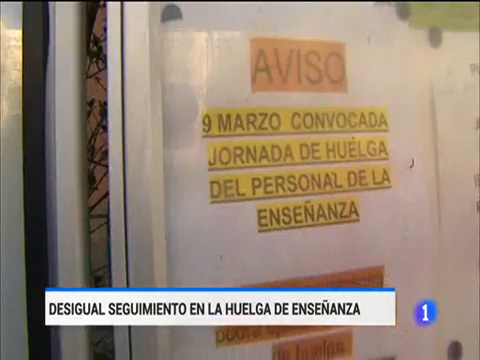 AVISO
9 MARZO CONVOCADA
JORNADA DE HUELGA
DEL PERSONAL DE LA
ENSEÑANZA
DESIGUAL SEGUIMIENTO EN LA HUELGA DE ENSEÑANZA
1